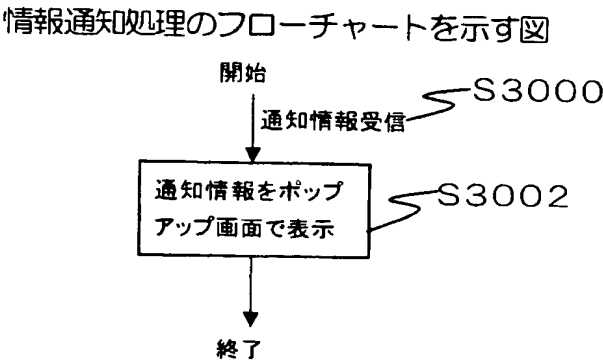 情報通知処理のフローチャートを示す図
開始
通知情報受信
S3000
通知情報をポップ
アップ画面で表示
S3002
終了